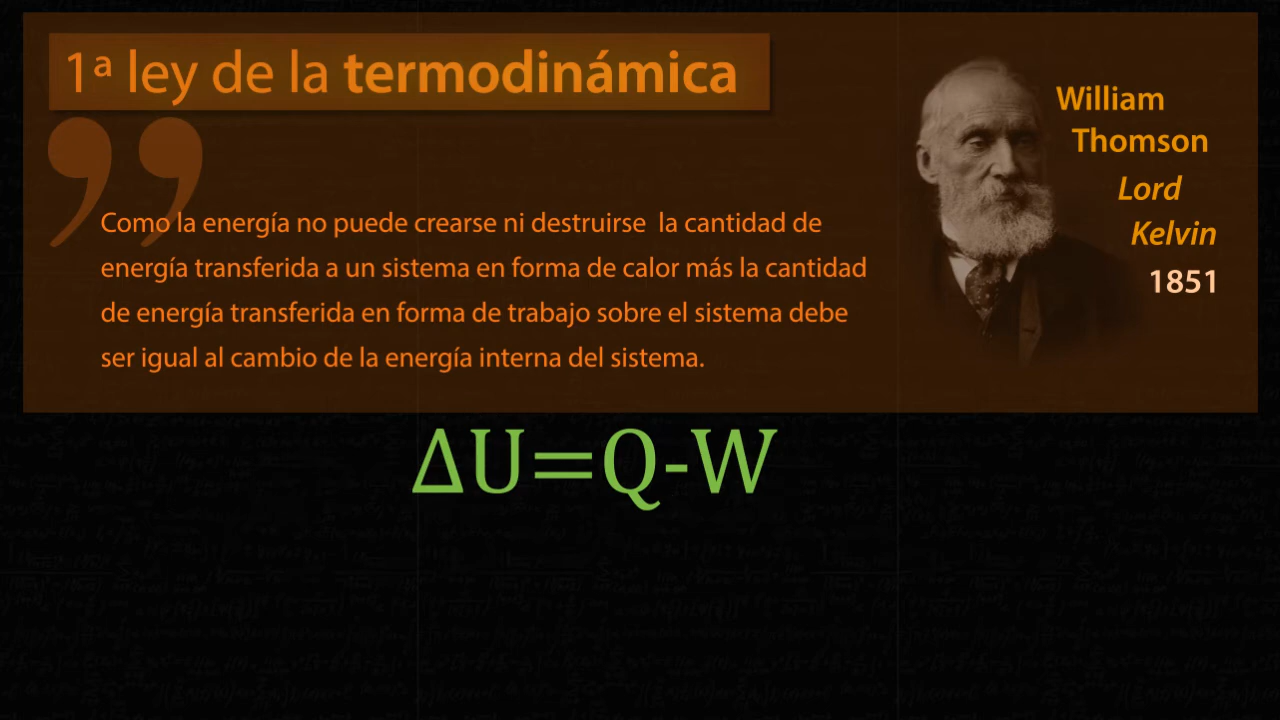 1ª ley de la termodinámica
William
Thomson
Lord
Kelvin
1851
”
Como la energía no puede crearse ni destruirse  la cantidad de
energía transferida a un sistema en forma de calor más la cantidad
de energía transferida en forma de trabajo sobre el sistema debe
ser igual al cambio de la energía interna del sistema.
ΔU=Q-W